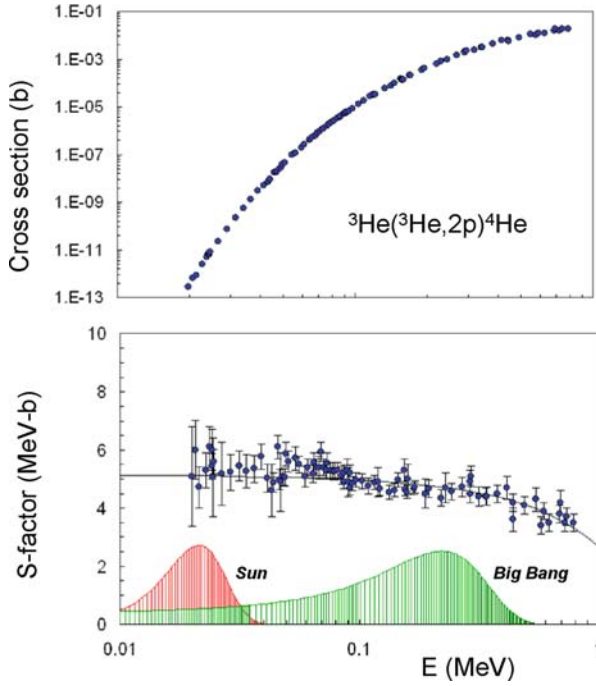 Cross section (b)
1.E-01
1.E-03
1.E-05
1.E-07
1.E-09
1.E-11
1.E-13
³He(³He,2p)⁴He
S-factor (MeV-b)
10
8
6
4
2
0
Sun
Big Bang
0.01
0.1
1
E (MeV)